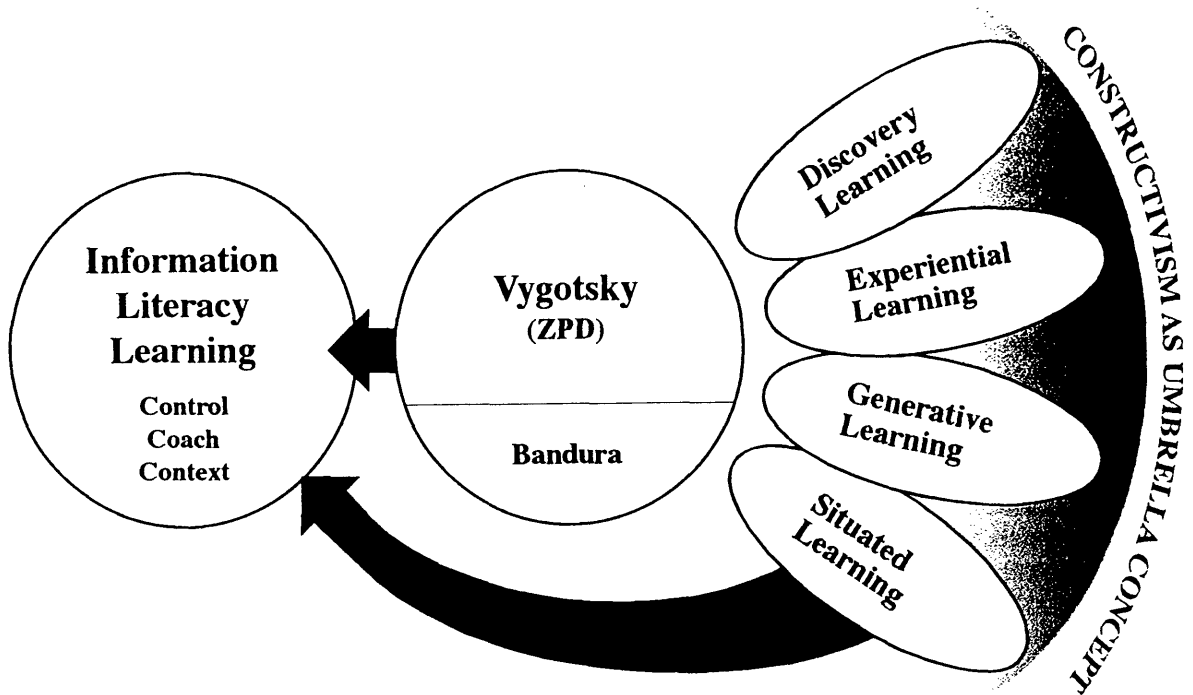 Information
Literacy
Learning
Control
Coach
Context
Vygotsky
(ZPD)
Bandura
Discovery
Learning
Experiential
Learning
Generative
Learning
Situated
Learning
CONSTRUCTIVISM AS UMBRELLA CONCEPT